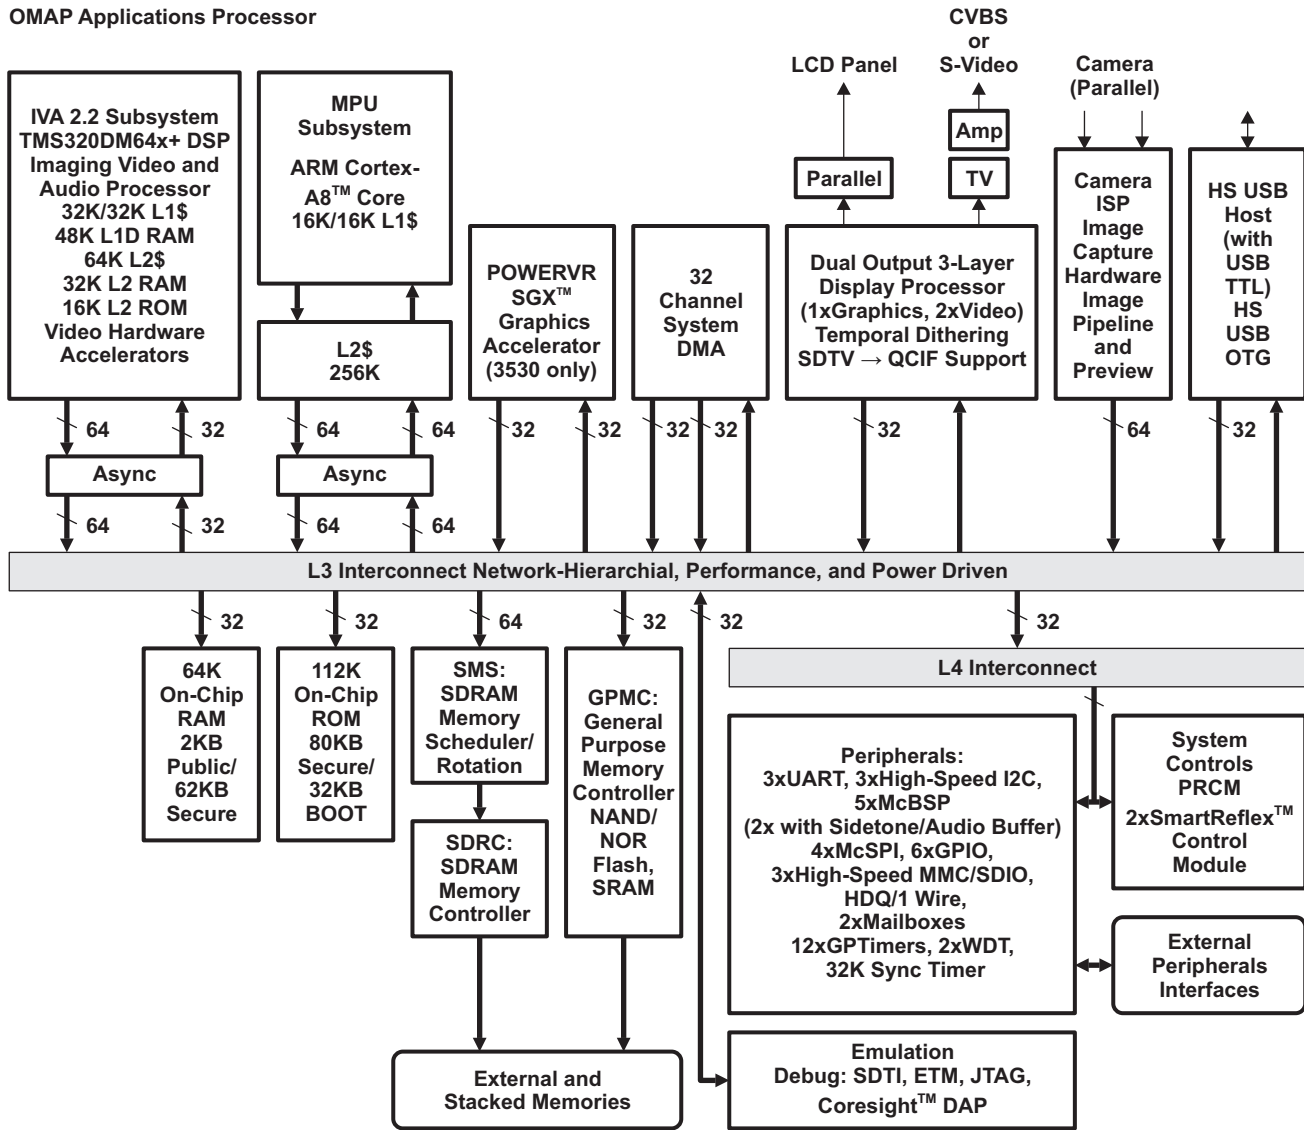 OMAP Applications Processor
CVBS
or
S-Video
LCD Panel
Camera
(Parallel)
Amp
Parallel
TV
IVA 2.2 Subsystem
TMS320DM64x+ DSP
Imaging Video and
Audio Processor
32K/32K L1$
48K L1D RAM
64K L2$
32K L2 RAM
16K L2 ROM
Video Hardware
Accelerators
MPU
Subsystem
ARM Cortex-
A8™ Core
16K/16K L1$
L2$
256K
POWERVR
SGX™
Graphics
Accelerator
(3530 only)
32
Channel
System
DMA
Dual Output 3-Layer
Display Processor
(1xGraphics, 2xVideo)
Temporal Dithering
SDTV → QCIF Support
Camera
ISP
Image
Capture
Hardware
Image
Pipeline
and
Preview
HS USB
Host
(with
USB
TTL)
HS
USB
OTG
64
32
64
64
32
32
32
32
32
64
32
Async
Async
64
32
64
64
L3 Interconnect Network-Hierarchial, Performance, and Power Driven
32
32
64
32
32
32
64K
On-Chip
RAM
2KB
Public/
62KB
Secure
112K
On-Chip
ROM
80KB
Secure/
32KB
BOOT
SMS:
SDRAM
Memory
Scheduler/
Rotation
SDRC:
SDRAM
Memory
Controller
GPMC:
General
Purpose
Memory
Controller
NAND/
NOR
Flash,
SRAM
L4 Interconnect
Peripherals:
3xUART, 3xHigh-Speed I2C,
5xMcBSP
(2x with Sidetone/Audio Buffer)
4xMcSPI, 6xGPIO,
3xHigh-Speed MMC/SDIO,
HDQ/1 Wire,
2xMailboxes
12xGPTimers, 2xWDT,
32K Sync Timer
System
Controls
PRCM
2xSmartReflex™
Control
Module
External
Peripherals
Interfaces
External and
Stacked Memories
Emulation
Debug: SDTI, ETM, JTAG,
Coresight™ DAP